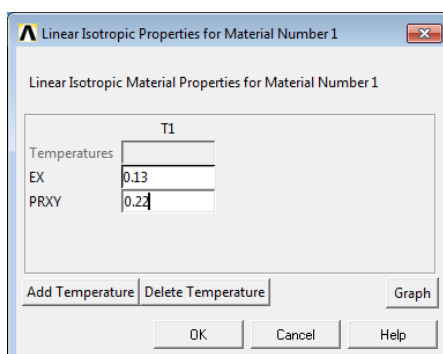 Linear Isotropic Properties for Material Number 1
Linear Isotropic Material Properties for Material Number 1
T1
Temperatures
EX 0.13
PRXY 0.22
Add Temperature Delete Temperature Graph
OK Cancel Help